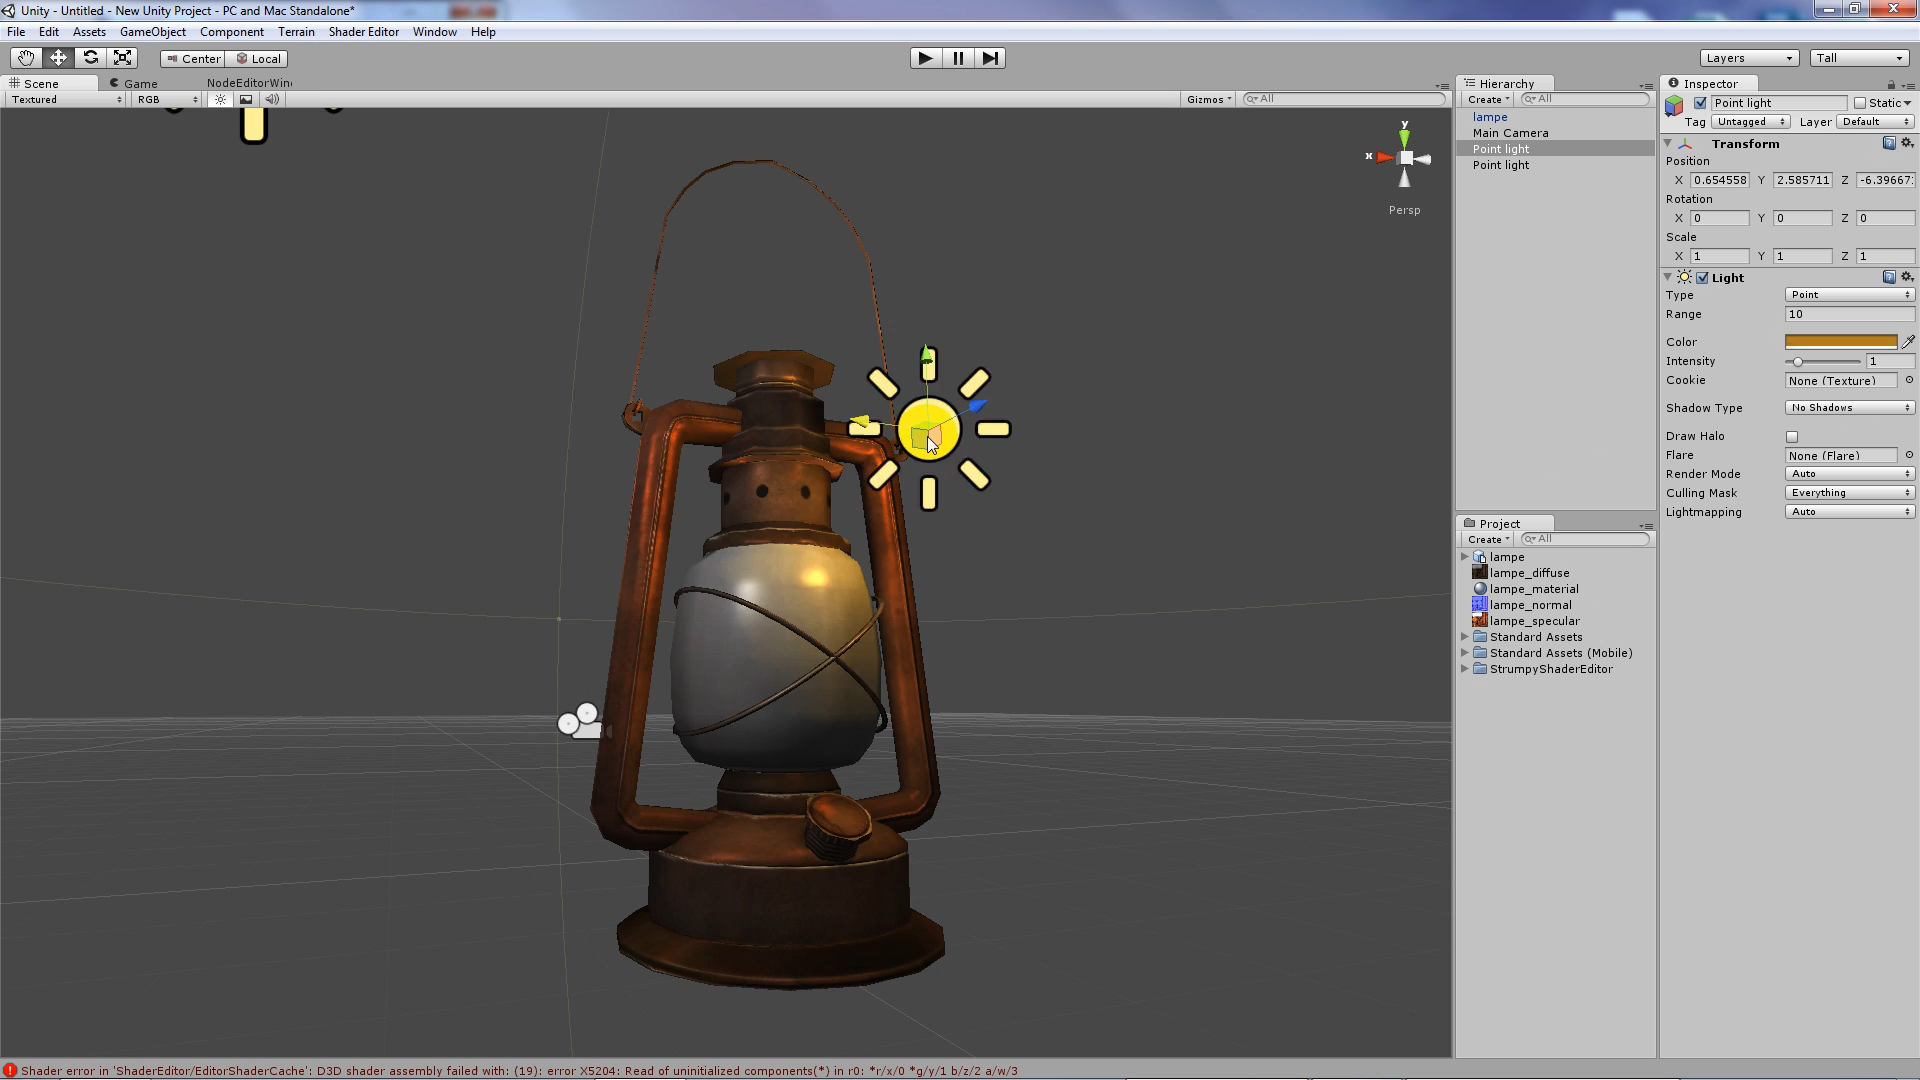 Unity - Untitled - New Unity Project - PC and Mac Standalone*
File Edit Assets GameObject Component Terrain Shader Editor Window Help
Center Local Layers Tall
Scene Game NodeEditorWin
Textured RGB Gizmos All
Hierarchy
Create All
lampe
Main Camera
Point light
Point light
y
x
Persp
Project
Create All
lampe
lampe_diffuse
lampe_material
lampe_normal
lampe_specular
Standard Assets
Standard Assets (Mobile)
StrumpyShaderEditor
Inspector
Point light Static
Tag Untagged Layer Default
Transform
Position
X 0.654558 Y 2.585711 Z -6.39667
Rotation
X 0 Y 0 Z 0
Scale
X 1 Y 1 Z 1
Light
Type Point
Range 10
Color
Intensity 1
Cookie None (Texture)
Shadow Type No Shadows
Draw Halo
Flare None (Flare)
Render Mode Auto
Culling Mask Everything
Lightmapping Auto
Shader error in 'ShaderEditor/EditorShaderCache': D3D shader assembly failed with: (19): error X5204: Read of uninitialized components(*) in r0: *r/x/0 *g/y/1 b/z/2 a/w/3